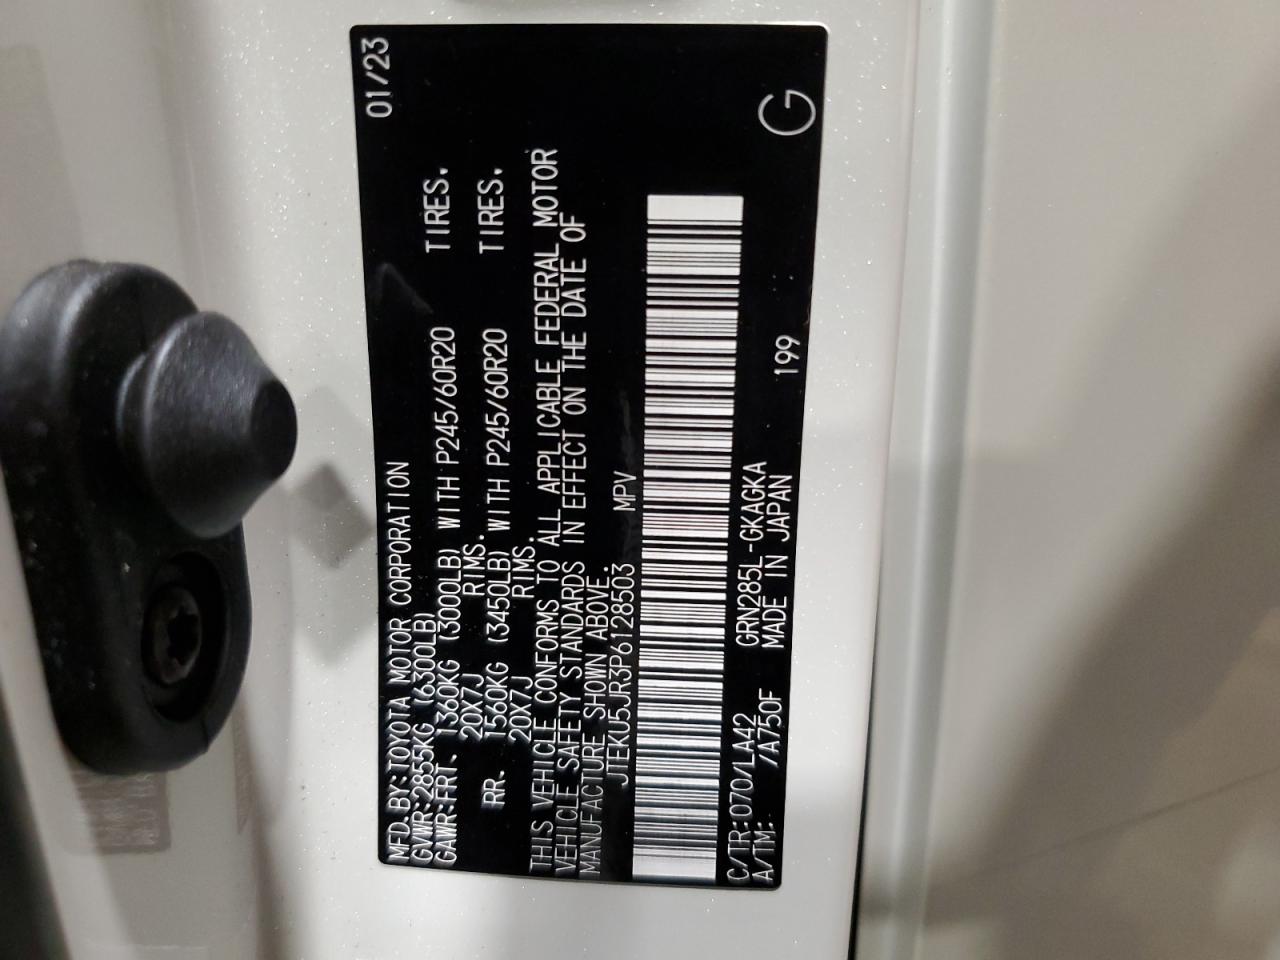 MFD. BY: TOYOTA MOTOR CORPORATION 01/23
GVWR: 2855KG (6300LB)
GAWR: FRT. 1360KG (3000LB) WITH P245/60R20 TIRES.
20X7J RIMS.
RR. 1560KG (3450LB) WITH P245/60R20 TIRES.
20X7J RIMS.
THIS VEHICLE CONFORMS TO ALL APPLICABLE FEDERAL MOTOR
VEHICLE SAFETY STANDARDS IN EFFECT ON THE DATE OF
MANUFACTURE SHOWN ABOVE.
JTEKU5JR3P6128503 MPV
C/TR: 070/LA42 GRN285L-GKAGKA
A/TM: /A750F MADE IN JAPAN 199
G